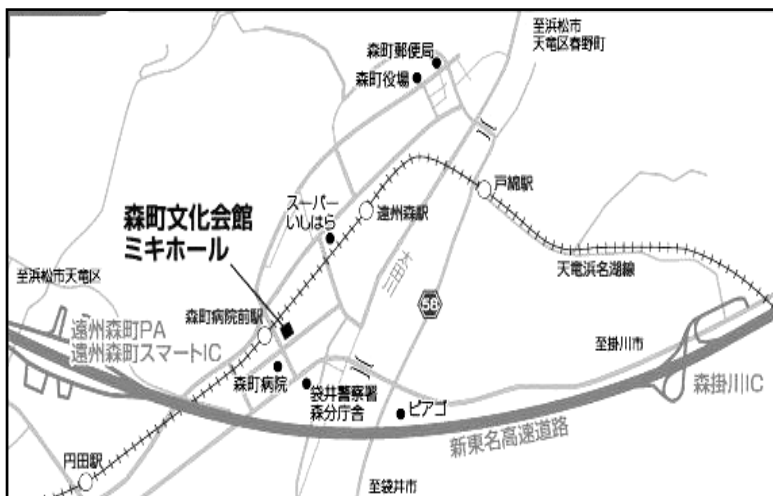 至浜松市
天竜区春野町
森町郵便局
森町役場
戸綿駅
スーパー
いしはら
遠州森駅
森町文化会館
ミキホール
太田川
天竜浜名湖線
至浜松市天竜区
58
遠州森町PA
遠州森町スマートIC
森町病院前駅
至掛川市
森掛川IC
森町病院
袋井警察署
森分庁舎
ピアゴ
新東名高速道路
円田駅
至袋井市